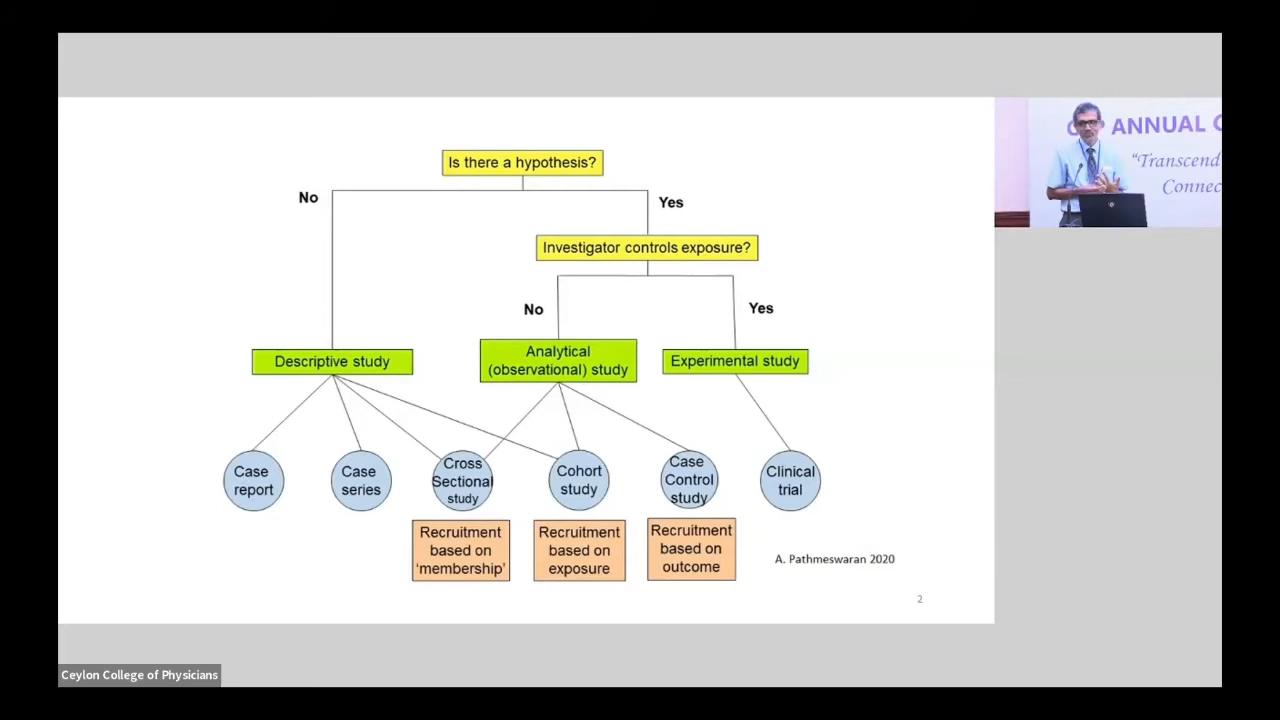 Is there a hypothesis?
No
Yes
Investigator controls exposure?
No
Yes
Descriptive study
Analytical
(observational) study
Experimental study
Case
report
Case
series
Cross
Sectional
study
Cohort
study
Case
Control
study
Clinical
trial
Recruitment
based on
‘membership’
Recruitment
based on
exposure
Recruitment
based on
outcome
A. Pathmeswaran 2020
2
ANNUAL
“Transcend
Connec
Ceylon College of Physicians